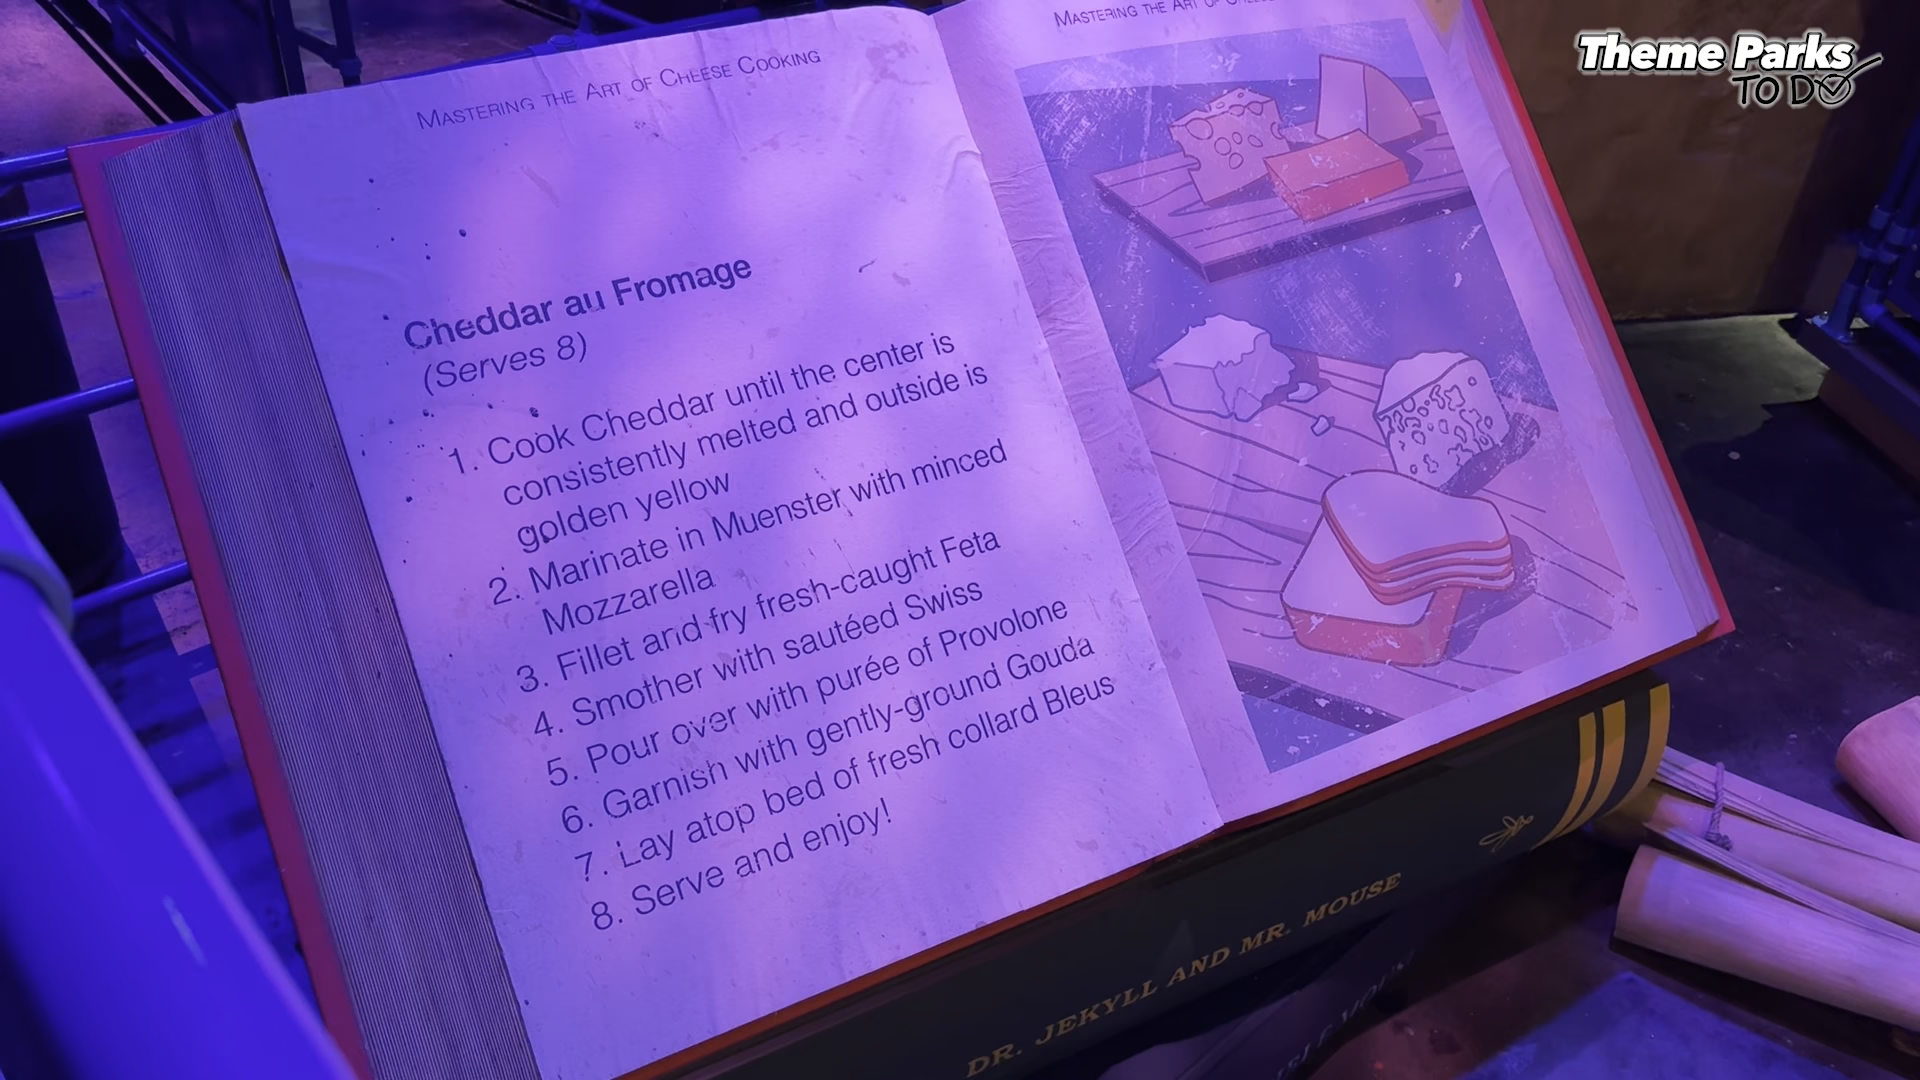 MASTERING THE ART OF CHEESE COOKING
Cheddar au Fromage
(Serves 8)
1. Cook Cheddar until the center is
consistently melted and outside is
golden yellow
2. Marinate in Muenster with minced
Mozzarella
3. Fillet and fry fresh-caught Feta
4. Smother with sautéed Swiss
5. Pour over with purée of Provolone
6. Garnish with gently-ground Gouda
7. Lay atop bed of fresh collard Bleus
8. Serve and enjoy!
MASTERING THE ART OF
Theme Parks
TO DO
DR. JEKYLL AND MR. MOUSE